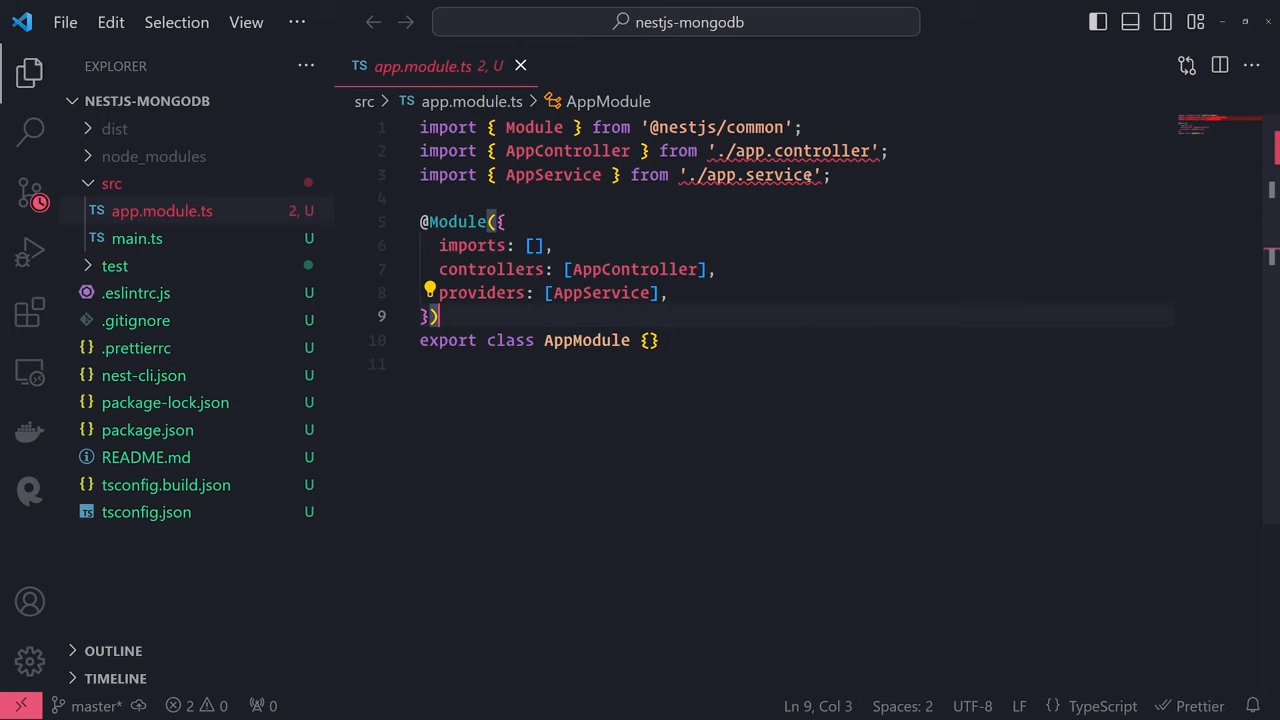 File Edit Selection View ··· nestjs-mongodb
EXPLORER ···
TS app.module.ts 2, U
NESTJS-MONGODB
src > TS app.module.ts > AppModule
dist
node_modules
src
TS app.module.ts 2, U
TS main.ts U
test
.eslintrc.js U
.gitignore U
{} .prettierrc U
{} nest-cli.json U
{} package-lock.json U
{} package.json U
README.md U
{} tsconfig.build.json U
TS tsconfig.json U
OUTLINE
TIMELINE
1 import { Module } from '@nestjs/common';
2 import { AppController } from './app.controller';
3 import { AppService } from './app.service';
4
5 @Module({
6 imports: [],
7 controllers: [AppController],
8 providers: [AppService],
9 })
10 export class AppModule {}
11
master* 2 0 0 Ln 9, Col 3 Spaces: 2 UTF-8 LF {} TypeScript Prettier